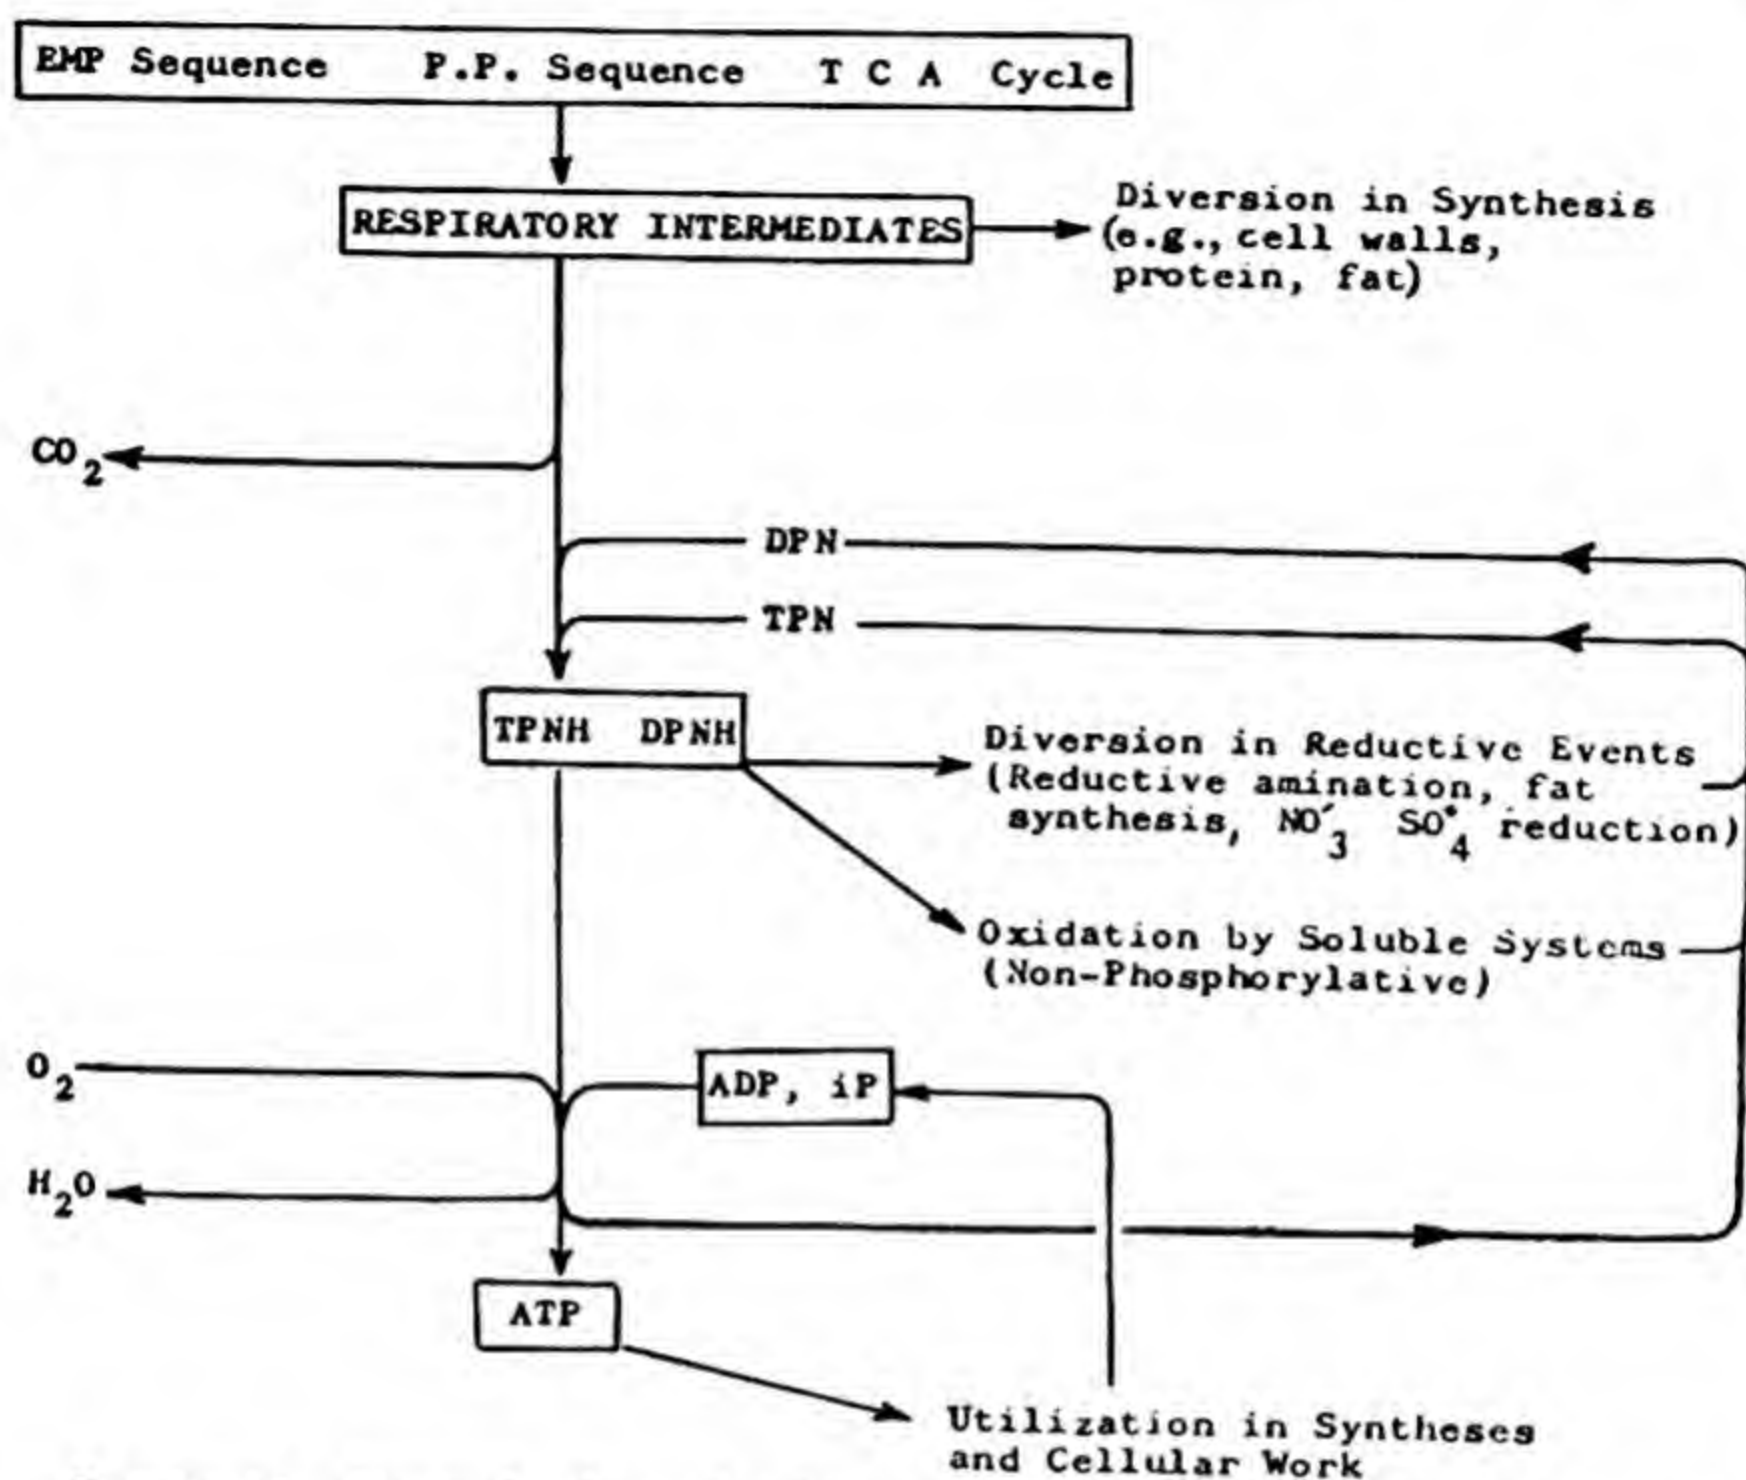 EMP Sequence P.P. Sequence T C A Cycle
RESPIRATORY INTERMEDIATES
Diversion in Synthesis
(e.g., cell walls,
protein, fat)
CO2
DPN
TPN
TPNH DPNH
Diversion in Reductive Events
(Reductive amination, fat
synthesis, NO′3 SO″4 reduction)
Oxidation by Soluble Systems
(Non-Phosphorylative)
O2
ADP, iP
H2O
ATP
Utilization in Syntheses
and Cellular Work